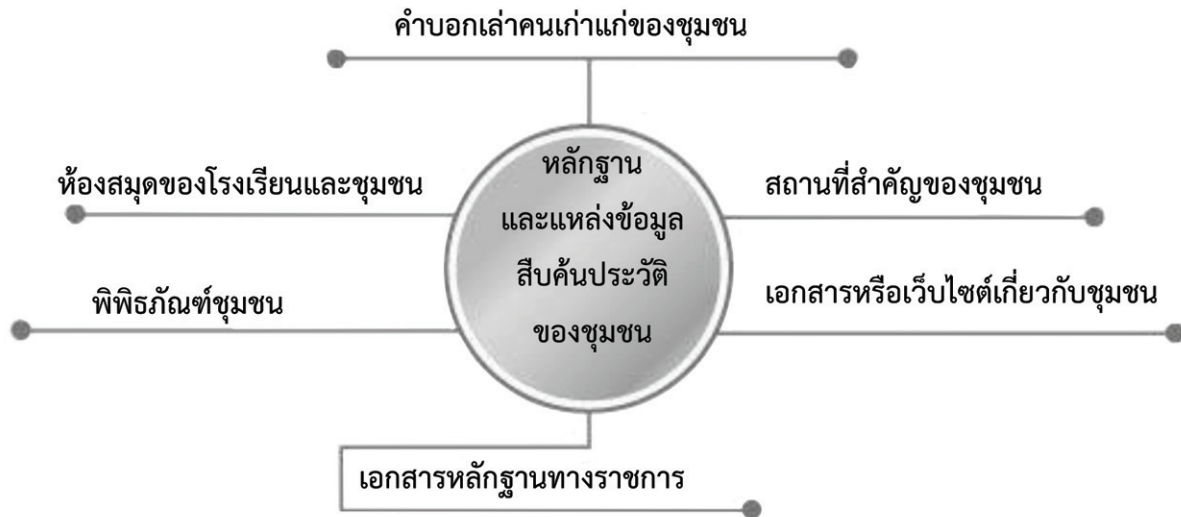 คำบอกเล่าคนเก่าแก่ของชุมชน
ห้องสมุดของโรงเรียนและชุมชน
พิพิธภัณฑ์ชุมชน
หลักฐาน
และแหล่งข้อมูล
สืบค้นประวัติ
ของชุมชน
สถานที่สำคัญของชุมชน
เอกสารหรือเว็บไซต์เกี่ยวกับชุมชน
เอกสารหลักฐานทางราชการ